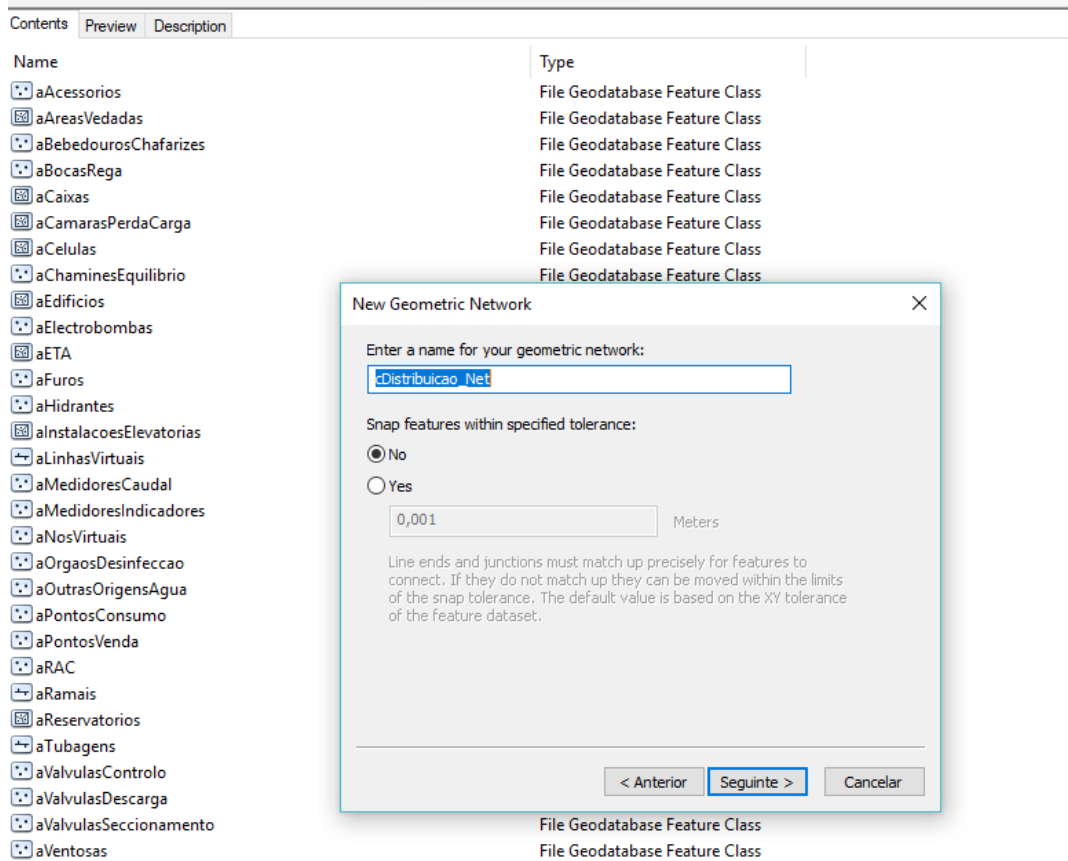 Contents Preview Description
Name Type
aAcessorios File Geodatabase Feature Class
aAreasVedadas File Geodatabase Feature Class
aBebedourosChafarizes File Geodatabase Feature Class
aBocasRega File Geodatabase Feature Class
aCaixas File Geodatabase Feature Class
aCamarasPerdaCarga File Geodatabase Feature Class
aCelulas File Geodatabase Feature Class
aChaminesEquilibrio File Geodatabase Feature Class
aEdificios
aElectrobombas
aETA
aFuros
aHidrantes
aInstalacoesElevatorias
aLinhasVirtuais
aMedidoresCaudal
aMedidoresIndicadores
aNosVirtuais
aOrgaosDesinfeccao
aOutrasOrigensAgua
aPontosConsumo
aPontosVenda
aRAC
aRamais
aReservatorios
aTubagens
aValvulasControlo
aValvulasDescarga
aValvulasSeccionamento File Geodatabase Feature Class
aVentosas File Geodatabase Feature Class
New Geometric Network
Enter a name for your geometric network:
cDistribuicao_Net
Snap features within specified tolerance:
No
Yes
0,001 Meters
Line ends and junctions must match up precisely for features to
connect. If they do not match up they can be moved within the limits
of the snap tolerance. The default value is based on the XY tolerance
of the feature dataset.
< Anterior Seguinte > Cancelar